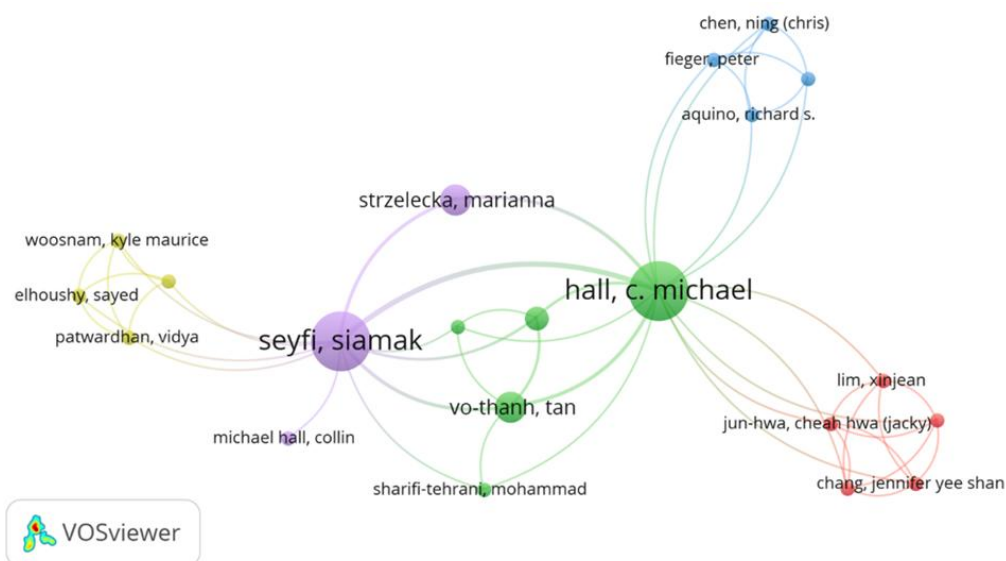 chen, ning (chris)
fieger, peter
aquino, richard s.
strzelecka, marianna
woosnam, kyle maurice
elhoushy, sayed
patwardhan, vidya
hall, c. michael
seyfi, siamak
vo-thanh, tan
michael hall, collin
sharifi-tehrani, mohammad
lim, xinjean
jun-hwa, cheah hwa (jacky)
chang, jennifer yee shan
VOSviewer